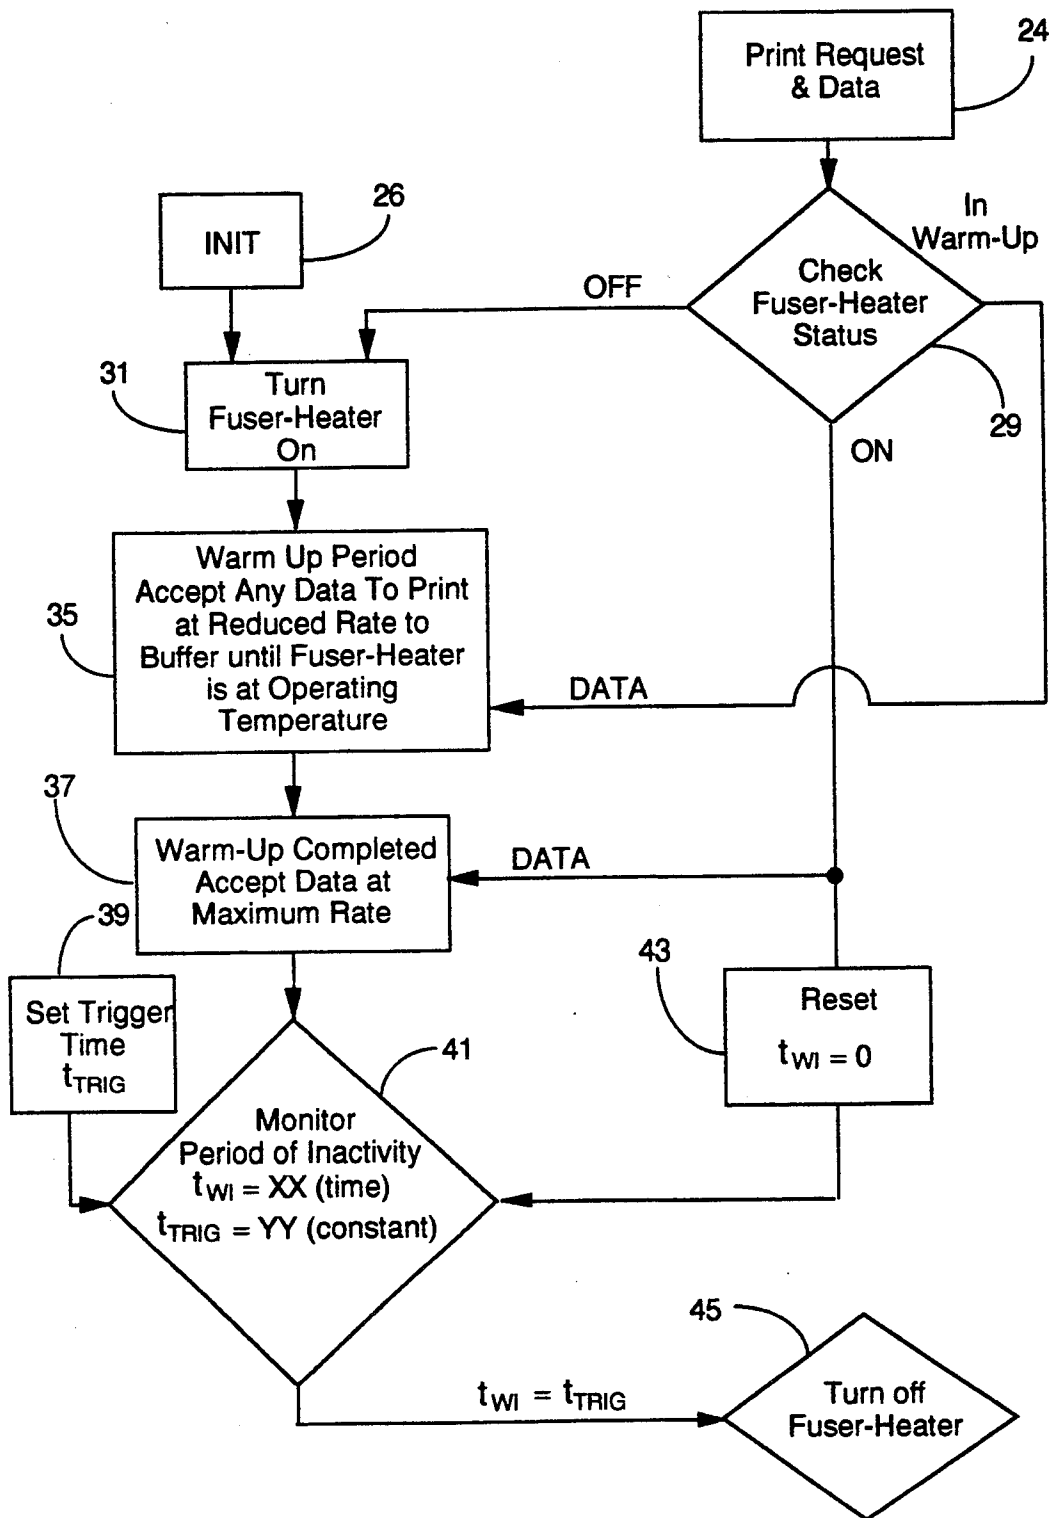 24
Print Request
& Data
26
INIT
In
Warm-Up
Check
Fuser-Heater
Status
29
OFF
ON
31
Turn
Fuser-Heater
On
35
Warm Up Period
Accept Any Data To Print
at Reduced Rate to
Buffer until Fuser-Heater
is at Operating
Temperature
DATA
37
Warm-Up Completed
Accept Data at
Maximum Rate
DATA
39
Set Trigger
Time
tTRIG
43
Reset
tWI = 0
41
Monitor
Period of Inactivity
tWI = XX (time)
tTRIG = YY (constant)
tWI = tTRIG
45
Turn off
Fuser-Heater